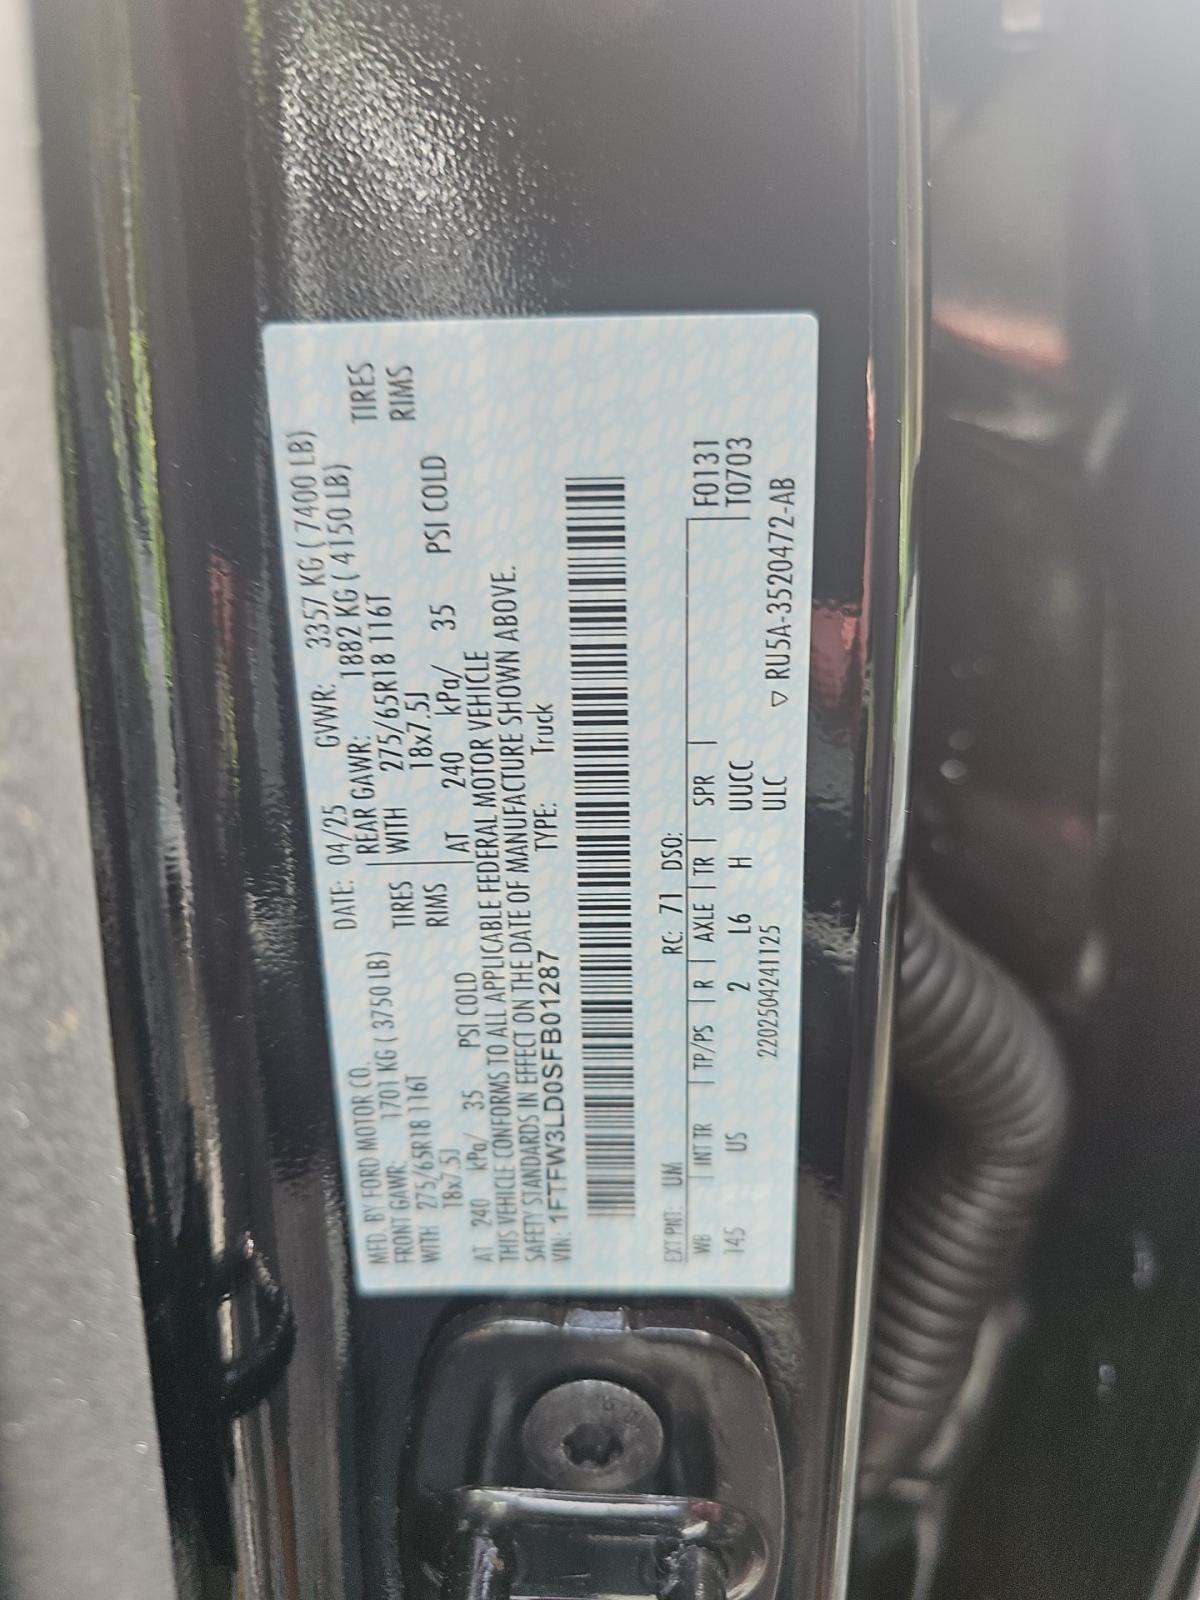 MFD. BY FORD MOTOR CO.
DATE: 04/25 GVWR: 3357 KG ( 7400 LB)
FRONT GAWR: 1701 KG ( 3750 LB)
REAR GAWR: 1882 KG ( 4150 LB)
WITH 275/65R18 116T TIRES
WITH 275/65R18 116T TIRES
18x7.5J RIMS
18x7.5J RIMS
AT 240 kPa/ 35 PSI COLD
AT 240 kPa/ 35 PSI COLD
THIS VEHICLE CONFORMS TO ALL APPLICABLE FEDERAL MOTOR VEHICLE
SAFETY STANDARDS IN EFFECT ON THE DATE OF MANUFACTURE SHOWN ABOVE.
VIN: 1FTFW3LD0SFB01287 TYPE: Truck
EXT PNT: UM RC: 71 DSO:
WB INT TR TP/PS R AXLE TR SPR F0131
145 US 2 L6 H UUCC T0703
2202504241125 ULC ▽ RU5A-3520472-AB